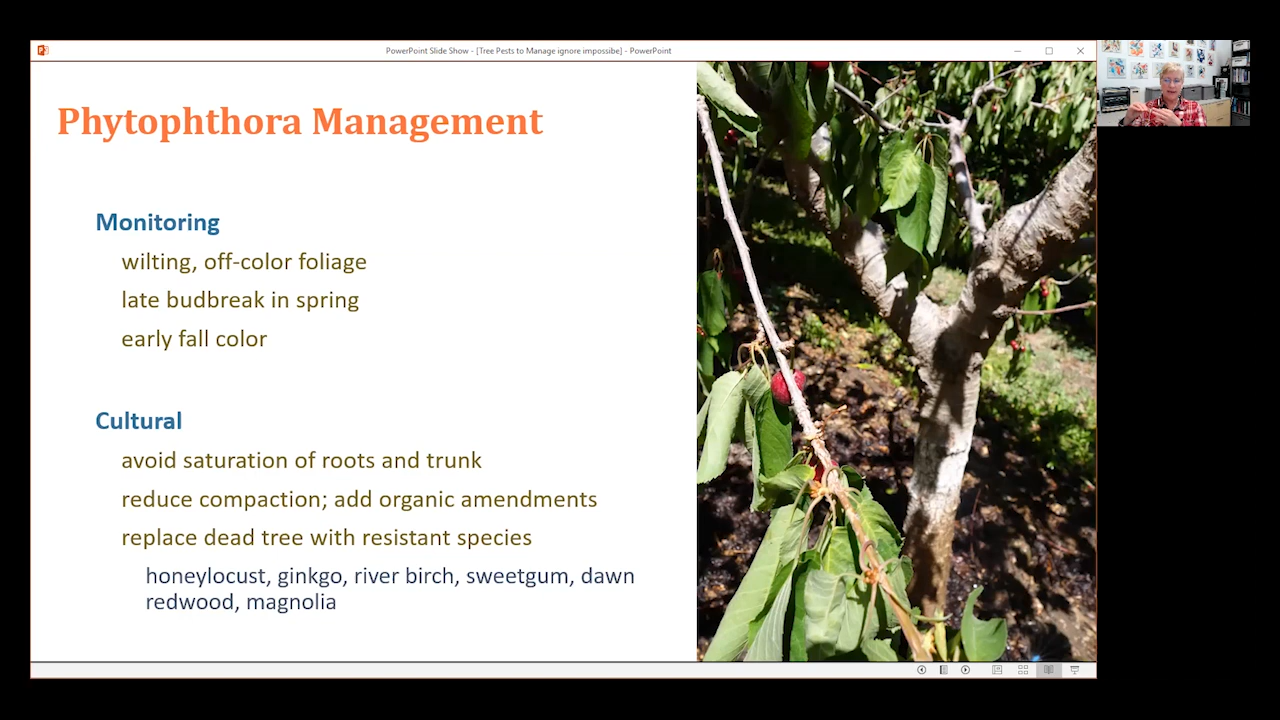 PowerPoint Slide Show - [Tree Pests to Manage ignore impossibe] - PowerPoint
Phytophthora Management
Monitoring
wilting, off-color foliage
late budbreak in spring
early fall color
Cultural
avoid saturation of roots and trunk
reduce compaction; add organic amendments
replace dead tree with resistant species
honeylocust, ginkgo, river birch, sweetgum, dawn
redwood, magnolia